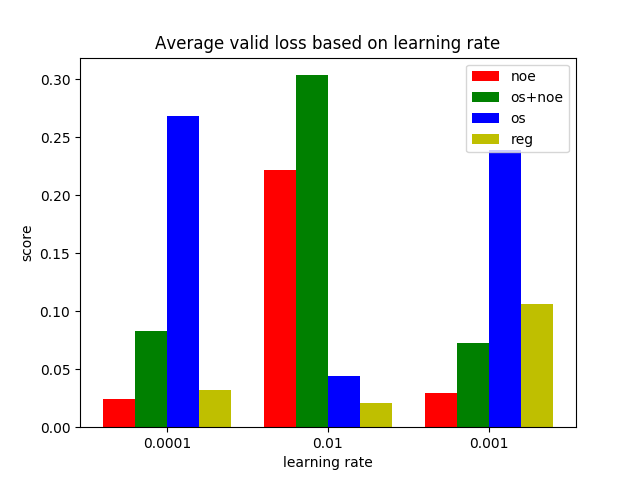 Average valid loss based on learning rate
noe
os+noe
os
reg
score
0.30
0.25
0.20
0.15
0.10
0.05
0.00
0.0001 0.01 0.001
learning rate